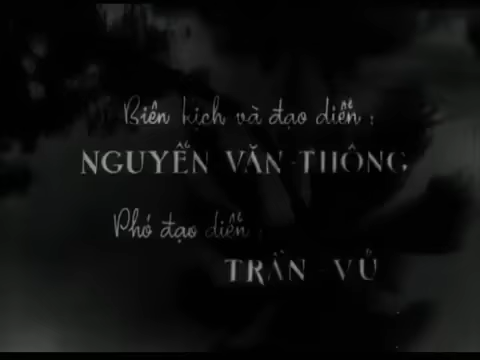 Biên kịch và đạo diễn :
NGUYỄN VĂN THÔNG
Phó đạo diễn :
TRẦN VŨ